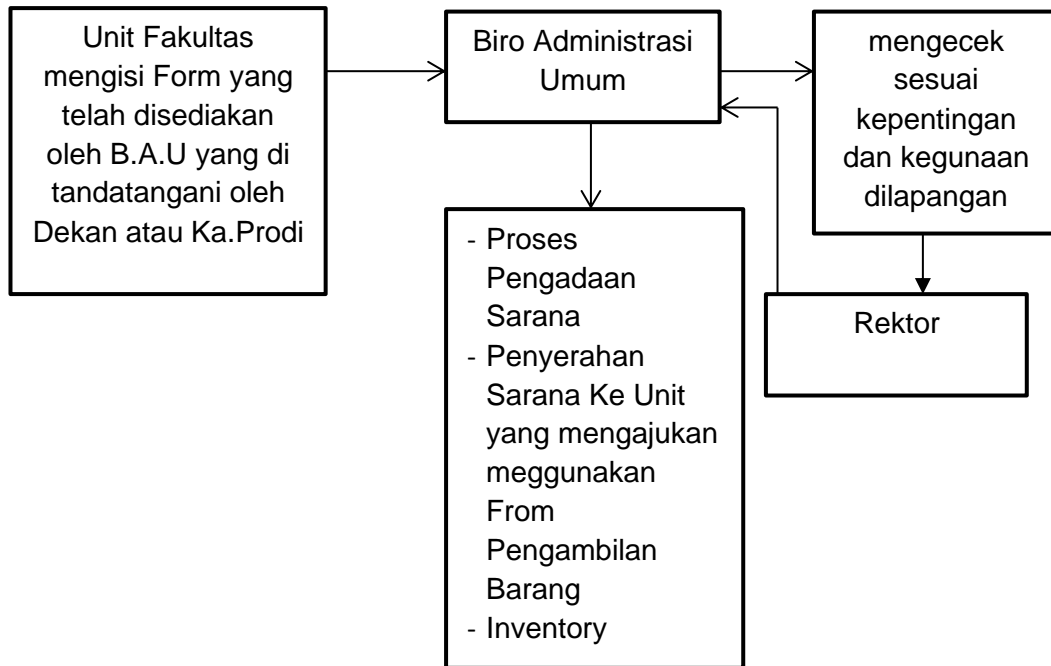 Unit Fakultas
mengisi Form yang
telah disediakan
oleh B.A.U yang di
tandatangani oleh
Dekan atau Ka.Prodi
Biro Administrasi
Umum
mengecek
sesuai
kepentingan
dan kegunaan
dilapangan
Rektor
- Proses
Pengadaan
Sarana
- Penyerahan
Sarana Ke Unit
yang mengajukan
meggunakan
From
Pengambilan
Barang
- Inventory